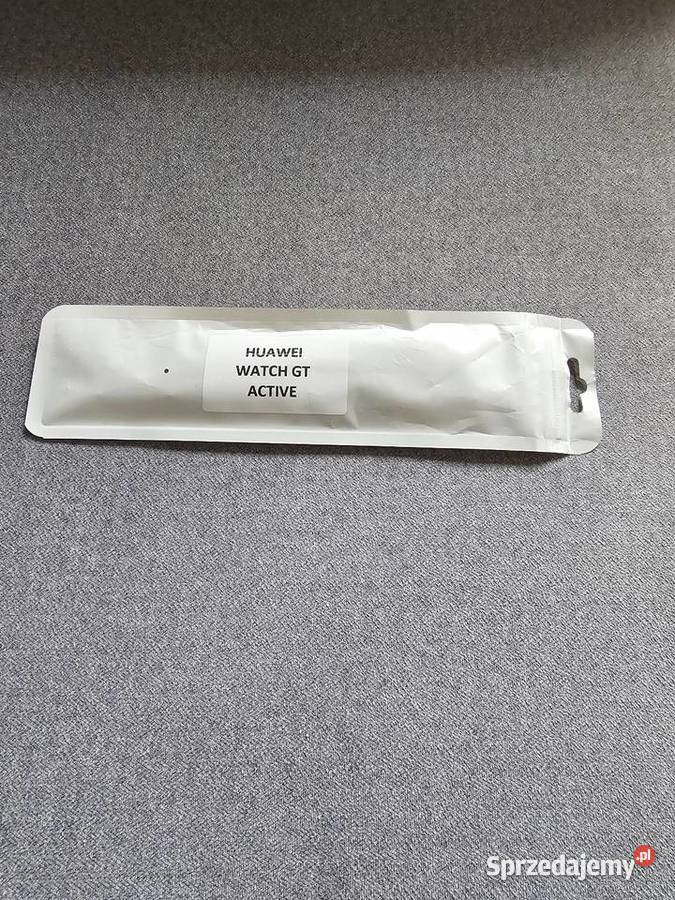 HUAWEI
WATCH GT
ACTIVE
Sprzedajemy.pl